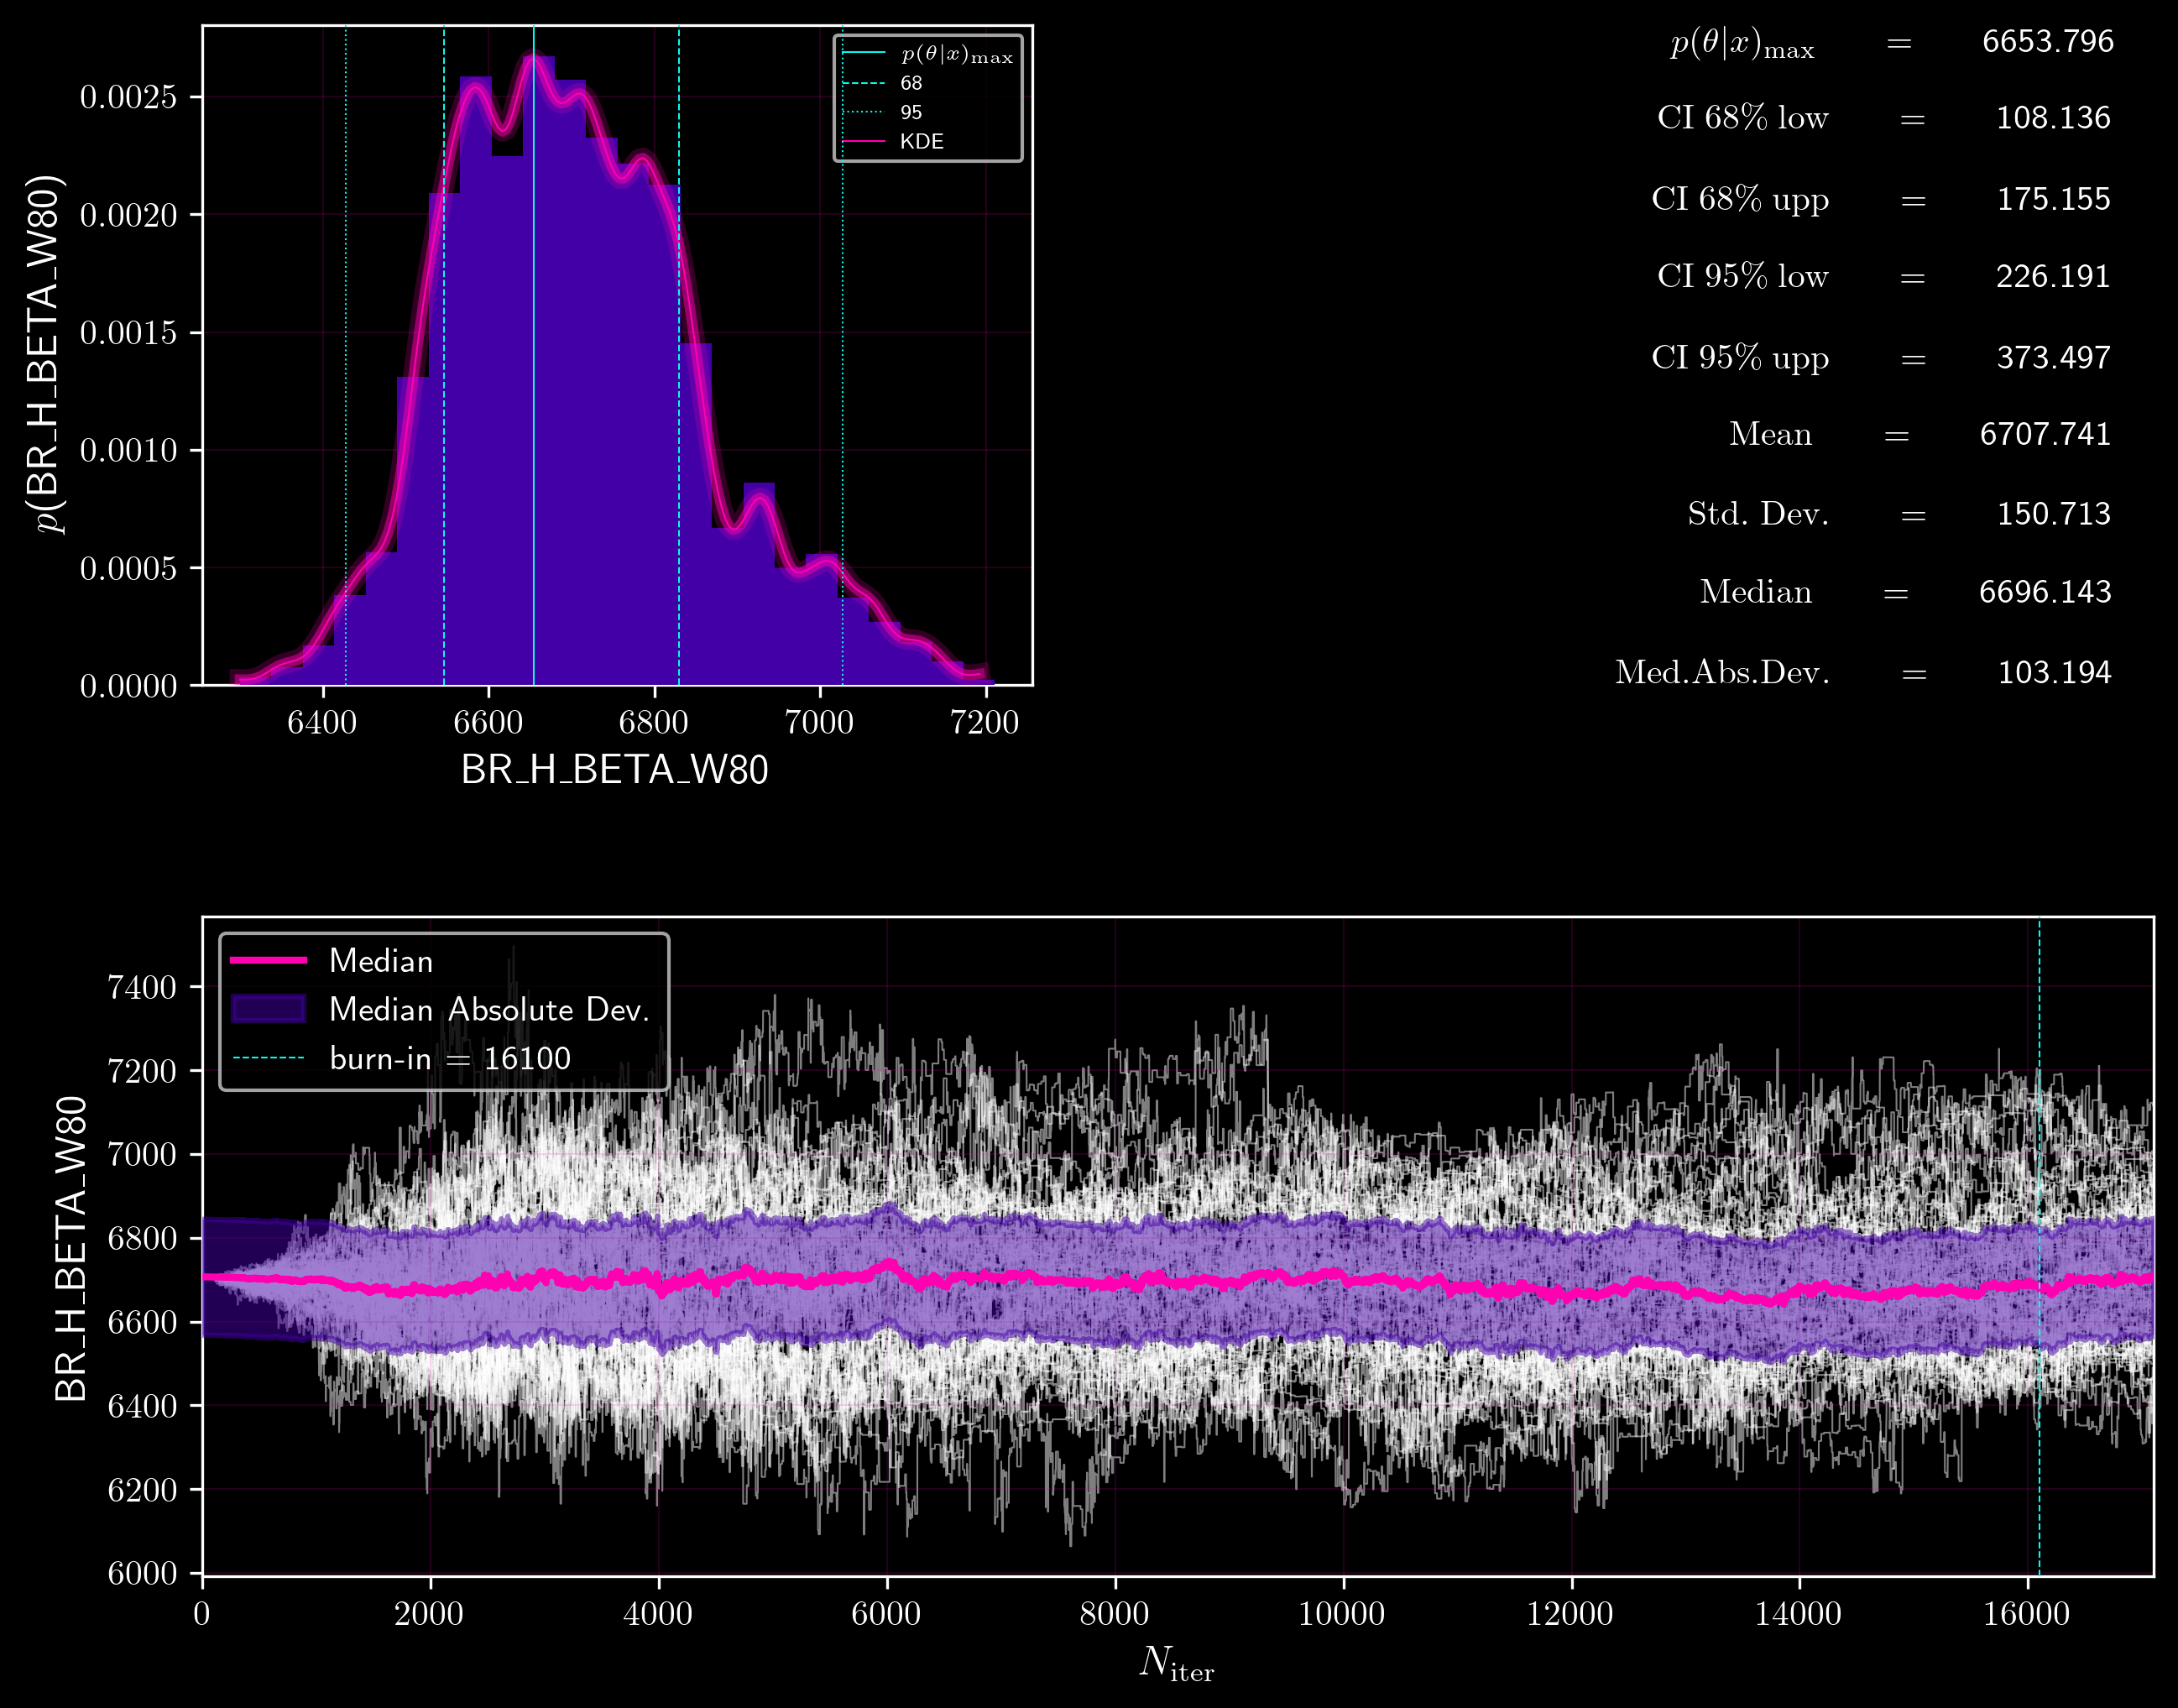 p(θ|x)max
68
95
KDE
0.0025
0.0020
0.0015
0.0010
0.0005
0.0000
p(BR_H_BETA_W80)
6400 6600 6800 7000 7200
BR_H_BETA_W80
p(θ|x)max = 6653.796
CI 68% low = 108.136
CI 68% upp = 175.155
CI 95% low = 226.191
CI 95% upp = 373.497
Mean = 6707.741
Std. Dev. = 150.713
Median = 6696.143
Med.Abs.Dev. = 103.194
Median
Median Absolute Dev.
burn-in = 16100
7400
7200
7000
6800
6600
6400
6200
6000
BR_H_BETA_W80
0 2000 4000 6000 8000 10000 12000 14000 16000
Niter